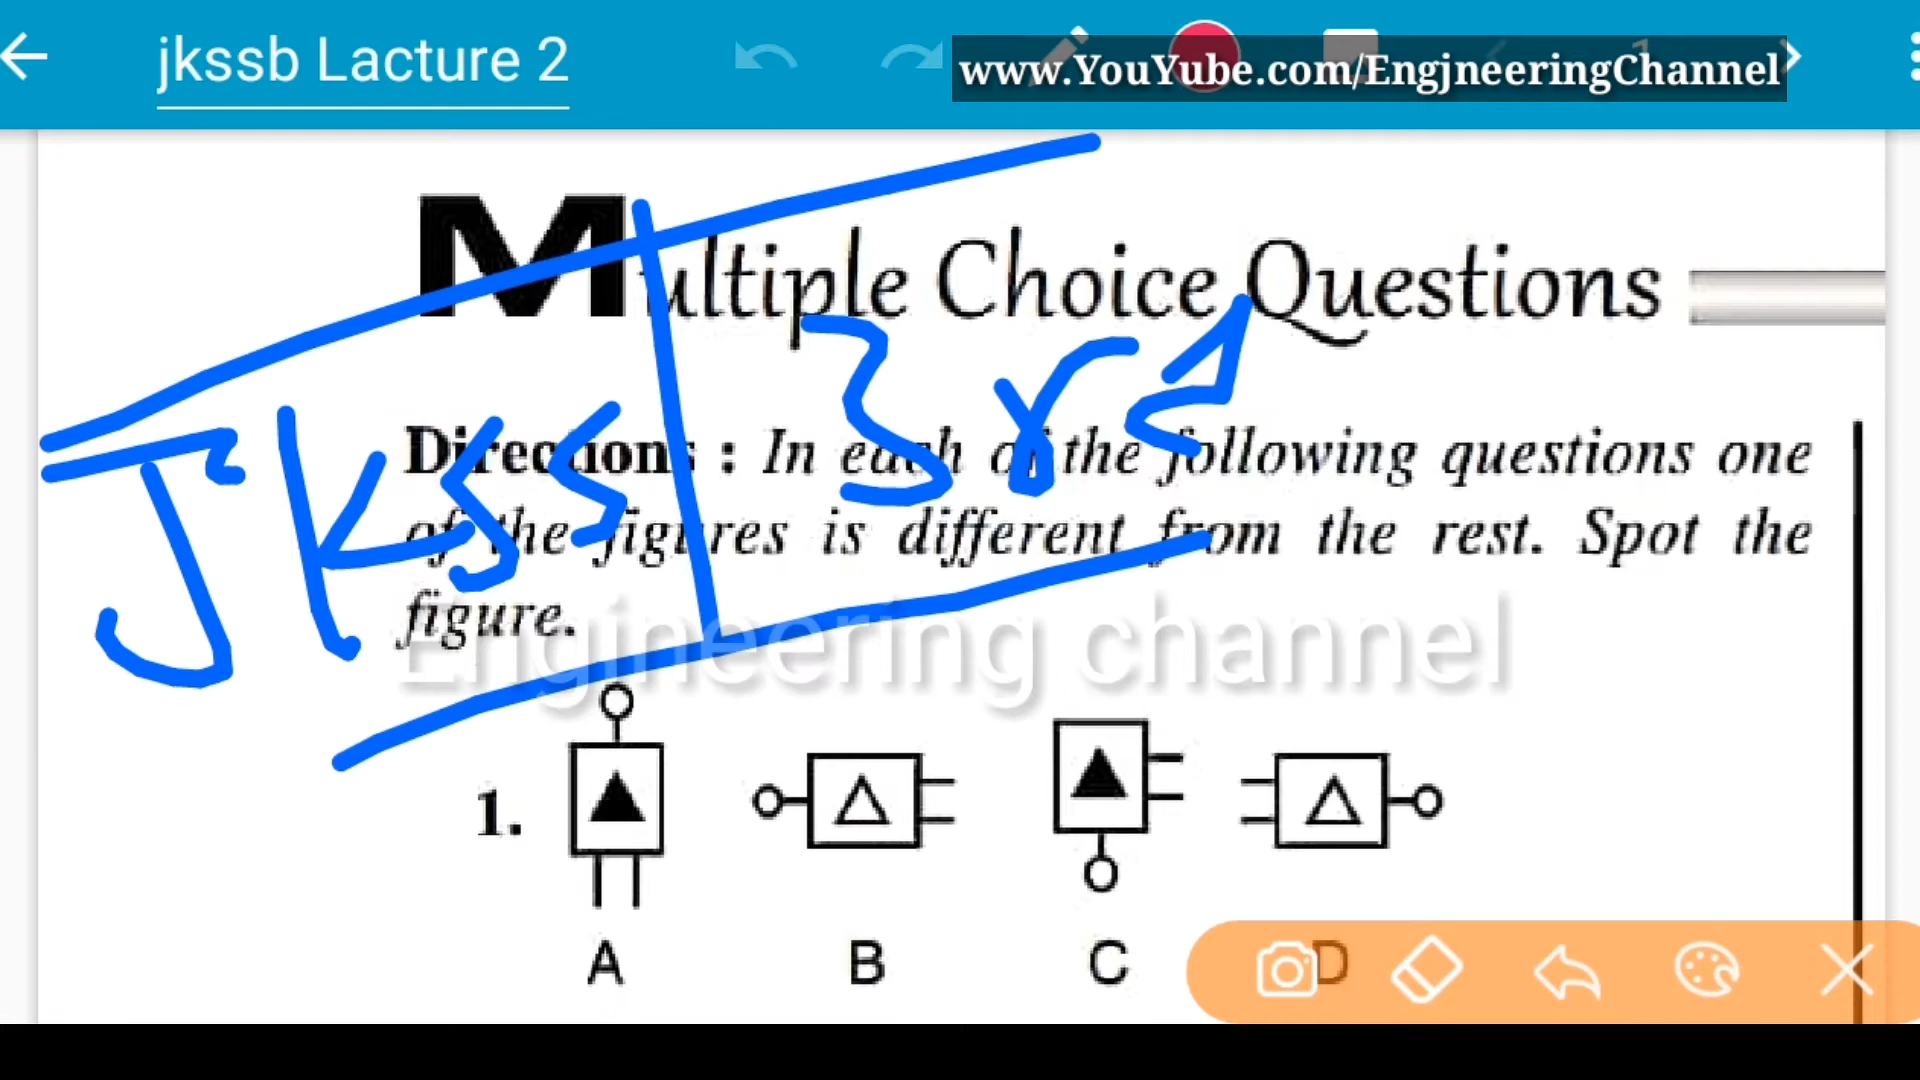 jkssb Lacture 2
www.YouYube.com/EngjneeringChannel
Multiple Choice Questions
Jkss 3rd
Directions : In each of the following questions one
of the figures is different from the rest. Spot the
figure.
Engineering channel
1.
A B C D